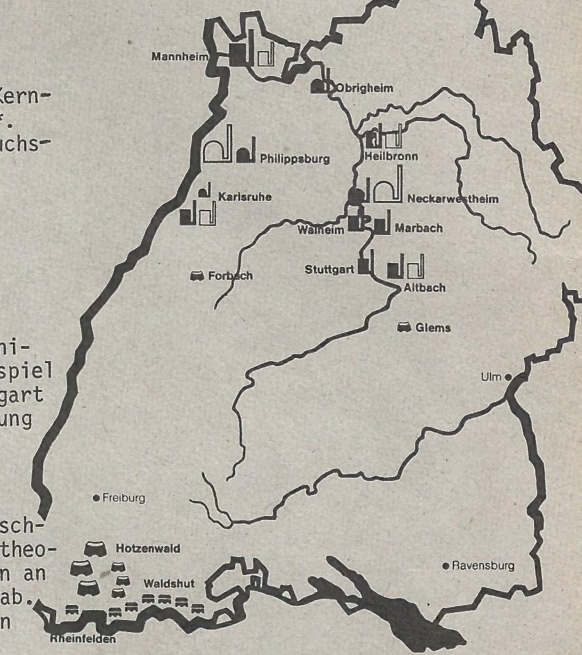 Kern-
f.
uchs-
ni-
spiel
gart
ung
sch-
theo-
n an
ab.
n
Mannheim
Obrigheim
Philippsburg
Heilbronn
Karlsruhe
Neckarwestheim
Walheim
Marbach
Forbach
Stuttgart
Altbach
Glems
Ulm
Freiburg
Hotzenwald
Ravensburg
Waldshut
Rheinfelden